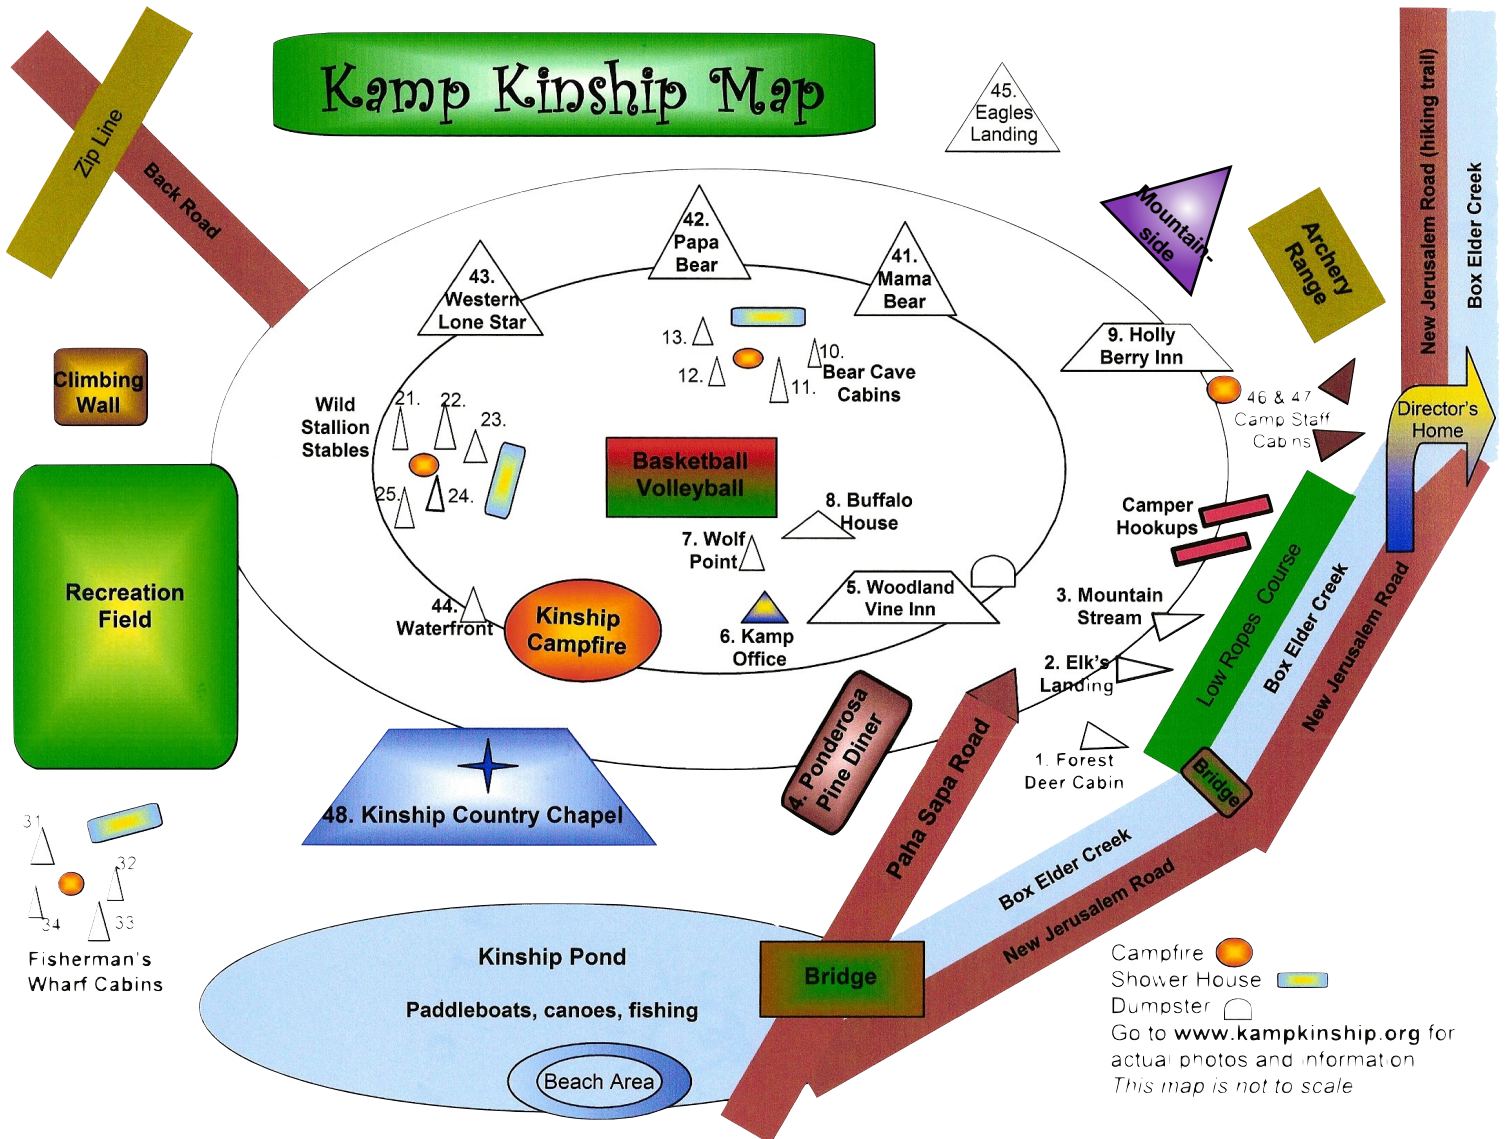 Kamp Kinship Map
45.
Eagles
Landing
Zip Line
Back Road
New Jerusalem Road (hiking trail)
Box Elder Creek
Mountain-
side
Archery
Range
42.
Papa
Bear
41.
Mama
Bear
43.
Western
Lone Star
13.
12.
11.
10.
Bear Cave
Cabins
9. Holly
Berry Inn
46 & 47
Camp Staff
Cabins
Director's
Home
Climbing
Wall
Wild
Stallion
Stables
21.
22.
23.
24.
25.
Basketball
Volleyball
8. Buffalo
House
7. Wolf
Point
Camper
Hookups
Recreation
Field
44.
Waterfront
Kinship
Campfire
6. Kamp
Office
5. Woodland
Vine Inn
3. Mountain
Stream
2. Elk's
Landing
1. Forest
Deer Cabin
Low Ropes Course
Box Elder Creek
New Jerusalem Road
Bridge
4. Ponderosa
Pine Diner
Paha Sapa Road
48. Kinship Country Chapel
31
32
34
33
Fisherman's
Wharf Cabins
Box Elder Creek
New Jerusalem Road
Kinship Pond
Paddleboats, canoes, fishing
Beach Area
Bridge
Campfire
Shower House
Dumpster
Go to www.kampkinship.org for
actual photos and information
This map is not to scale